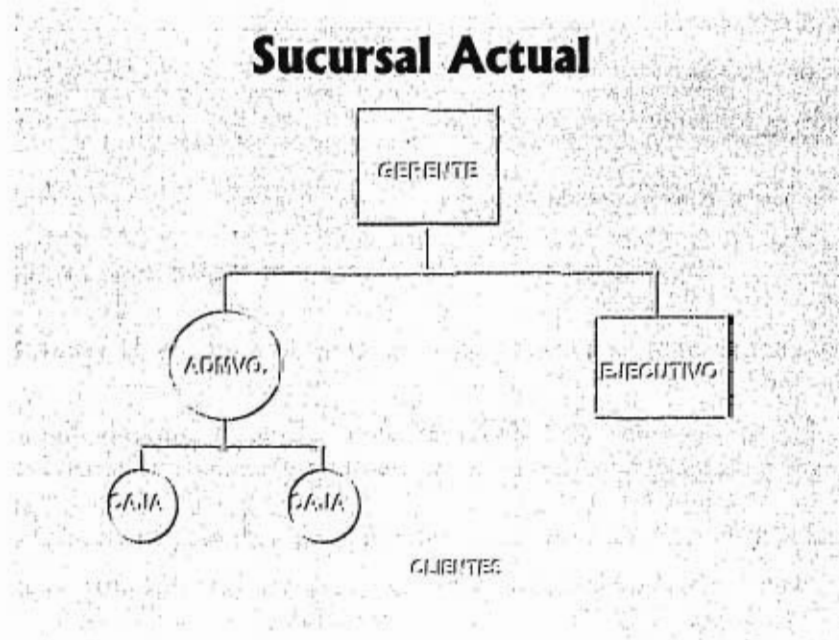 Sucursal Actual
GERENTE
ADMVO.
EJECUTIVO
CAJA
CAJA
CLIENTES